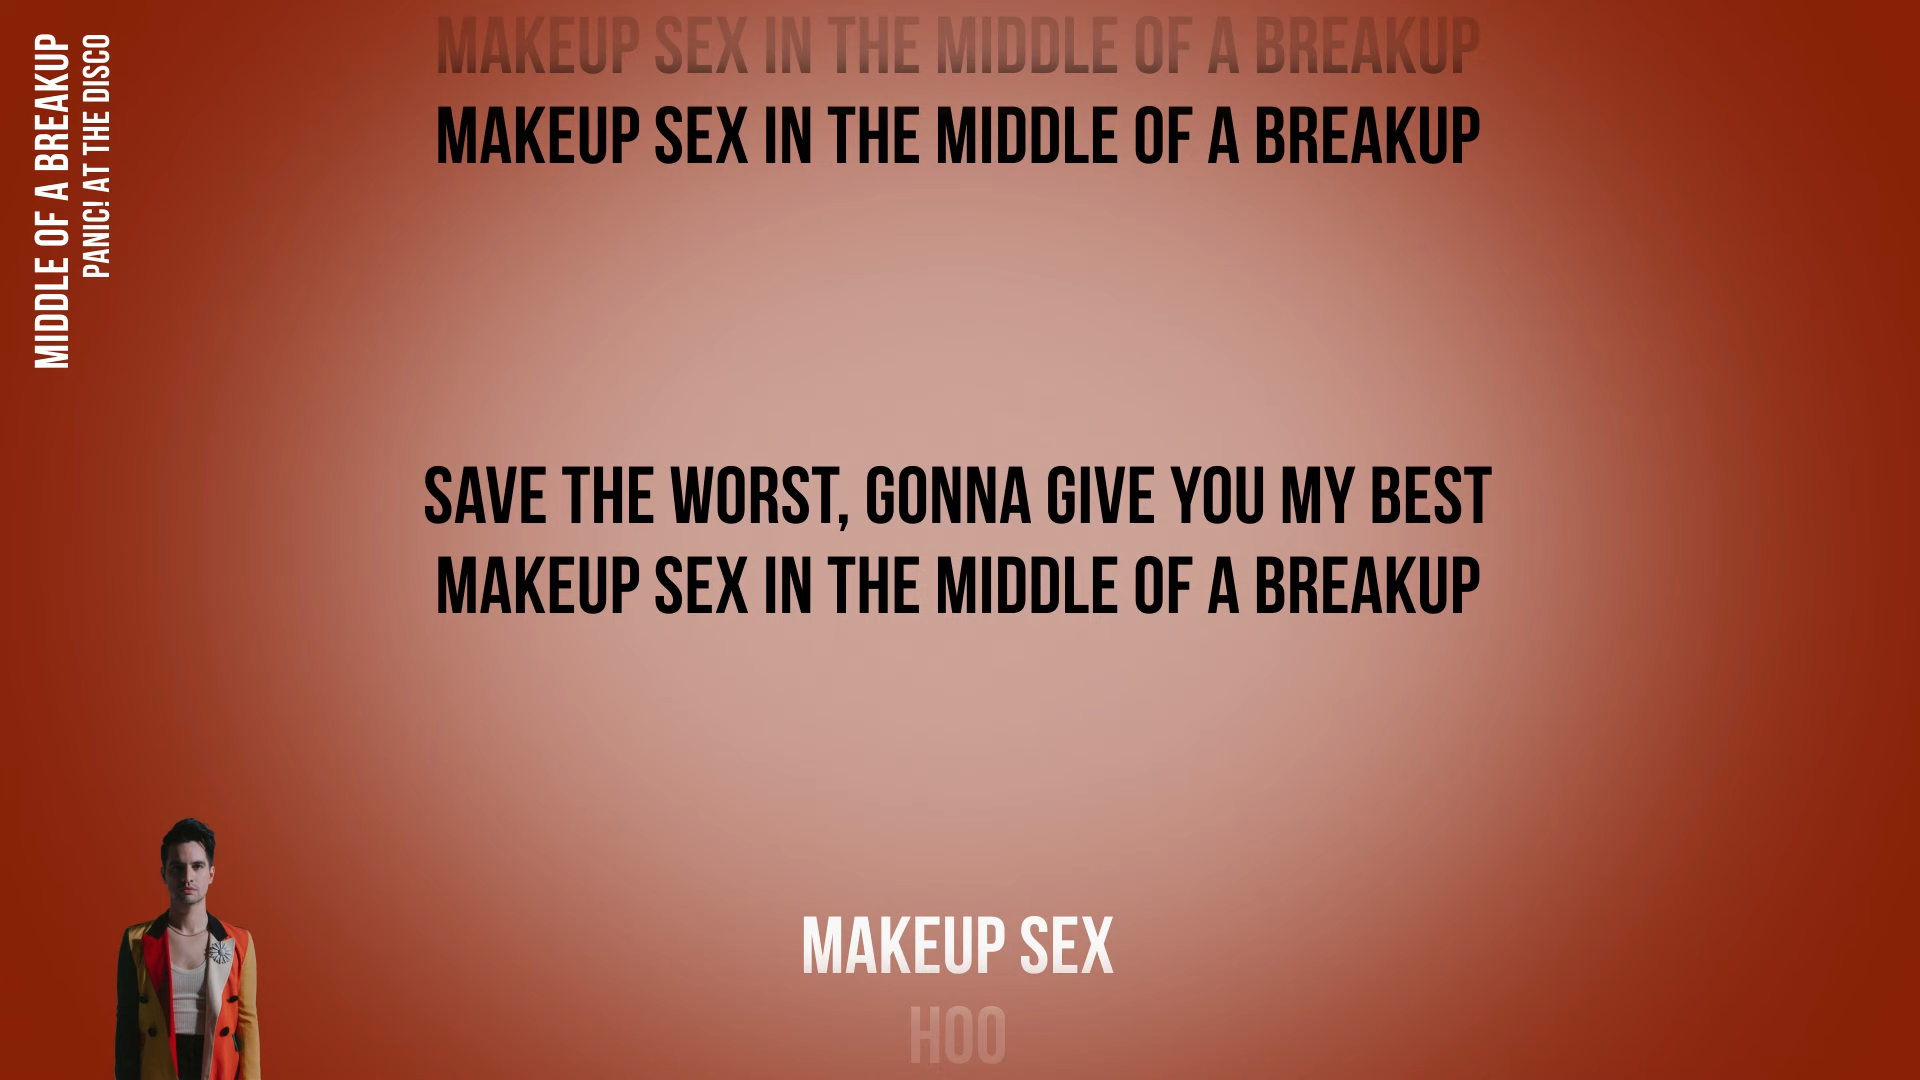 MIDDLE OF A BREAKUP
PANIC! AT THE DISCO
MAKEUP SEX IN THE MIDDLE OF A BREAKUP
MAKEUP SEX IN THE MIDDLE OF A BREAKUP
SAVE THE WORST, GONNA GIVE YOU MY BEST
MAKEUP SEX IN THE MIDDLE OF A BREAKUP
MAKEUP SEX
HOO